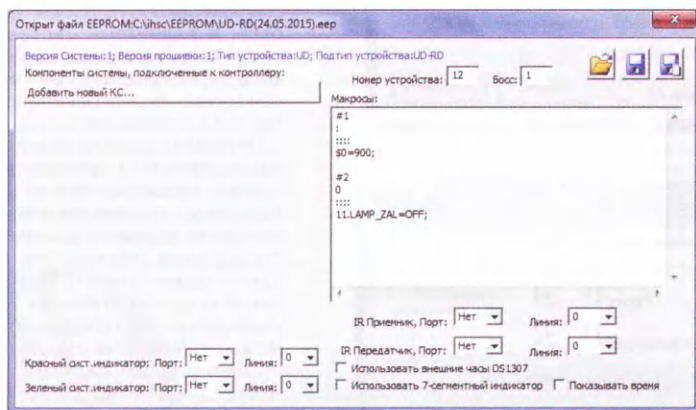 Открыт файл EEPROM:C:\ihsc\EEPROM\UD-RD(24.05.2015).eep
Версия Системы:1; Версия прошивки:1; Тип устройства:UD; Подтип устройства:UD-RD
Компоненты системы, подключенные к контроллеру:
Добавить новый КС...
Номер устройства: 12 Босс: 1
Макросы:
#1
:
::::
$0=900;
#2
0
::::
11.LAMP_ZAL=OFF;
IR Приемник, Порт: Нет Линия: 0
IR Передатчик, Порт: Нет Линия: 0
Красный сист.индикатор: Порт: Нет Линия: 0
Использовать внешние часы DS1307
Зеленый сист.индикатор: Порт: Нет Линия: 0
Использовать 7-сегментный индикатор Показывать время